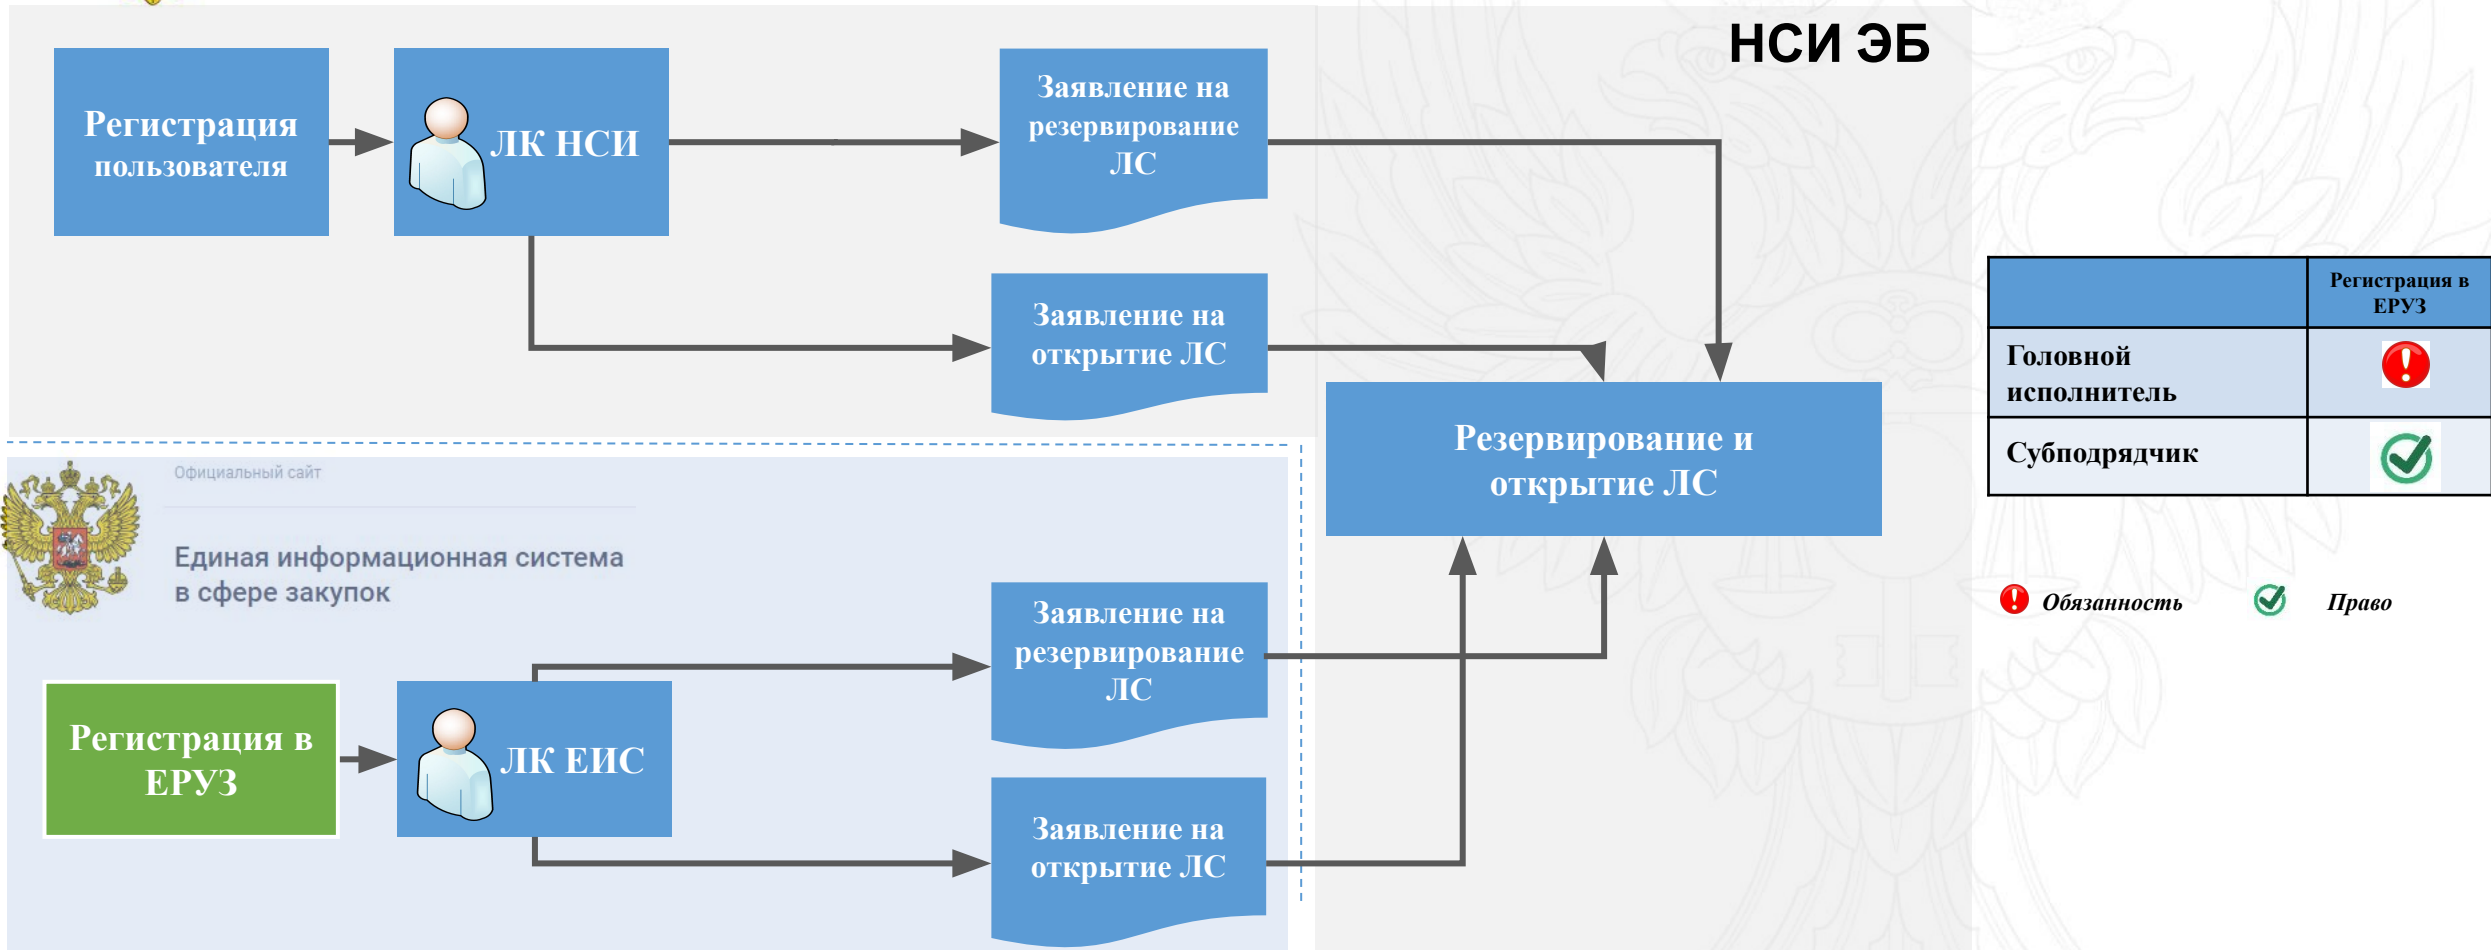 НСИ ЭБ
Регистрация
пользователя
ЛК НСИ
Заявление на
резервирование
ЛС
Заявление на
открытие ЛС
Резервирование и
открытие ЛС
Официальный сайт
Единая информационная система
в сфере закупок
Регистрация в
ЕРУЗ
ЛК ЕИС
Заявление на
резервирование
ЛС
Заявление на
открытие ЛС
Регистрация в
ЕРУЗ
Головной
исполнитель
Субподрядчик
Обязанность
Право